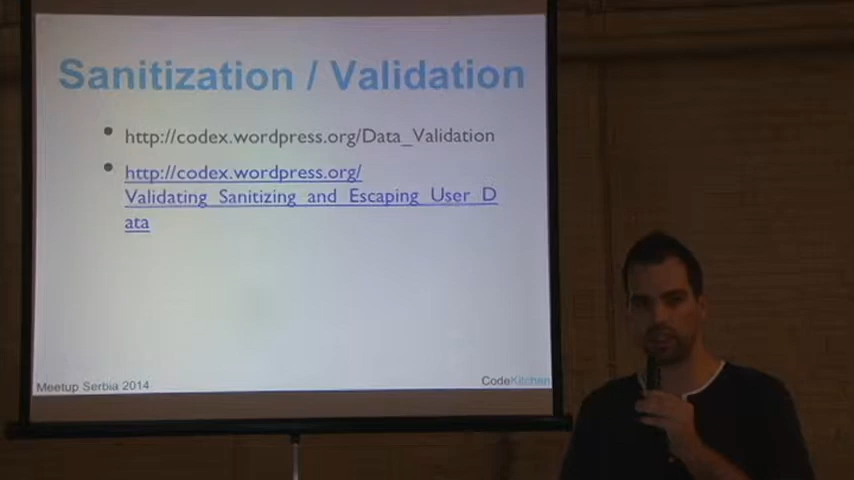 Sanitization / Validation
• http://codex.wordpress.org/Data_Validation
• http://codex.wordpress.org/
Validating_Sanitizing_and_Escaping_User_D
ata
Meetup Serbia 2014
CodeKitchen